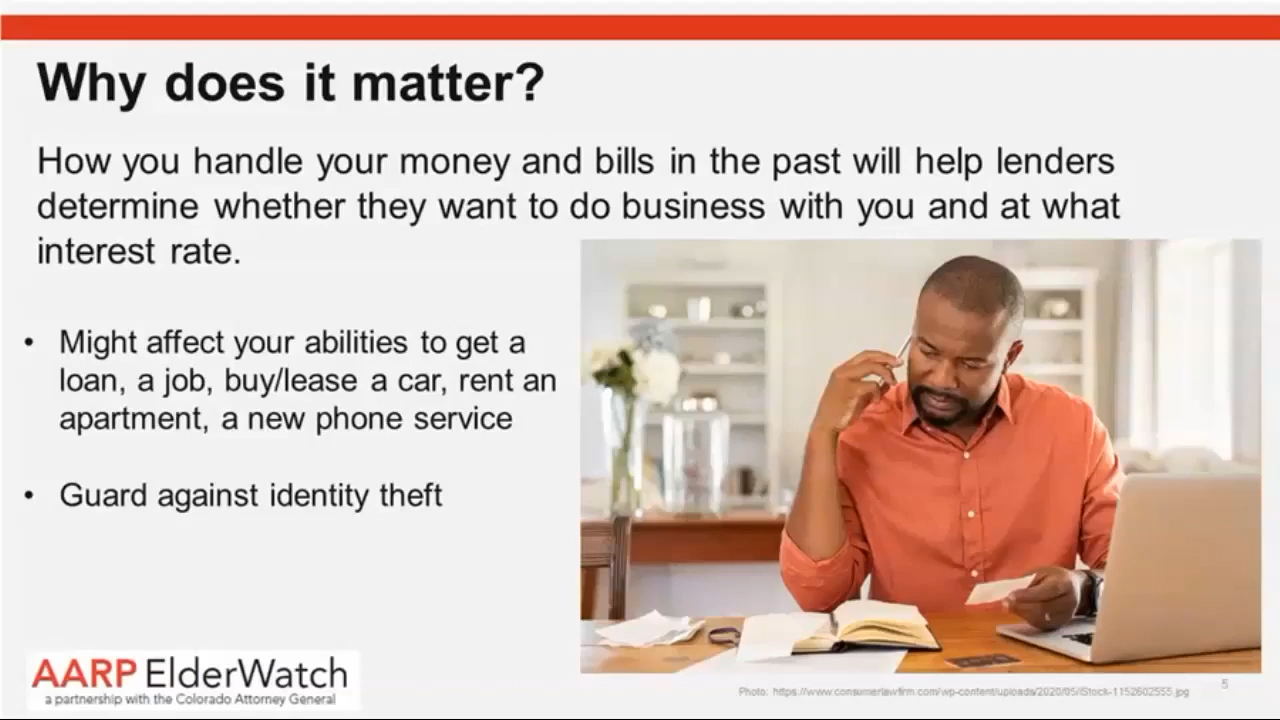 Why does it matter?
How you handle your money and bills in the past will help lenders
determine whether they want to do business with you and at what
interest rate.
• Might affect your abilities to get a
loan, a job, buy/lease a car, rent an
apartment, a new phone service
• Guard against identity theft
AARP ElderWatch
a partnership with the Colorado Attorney General
Photo: https://www.consumerlawfirm.com/wp-content/uploads/2020/05/iStock-1152602555.jpg
5